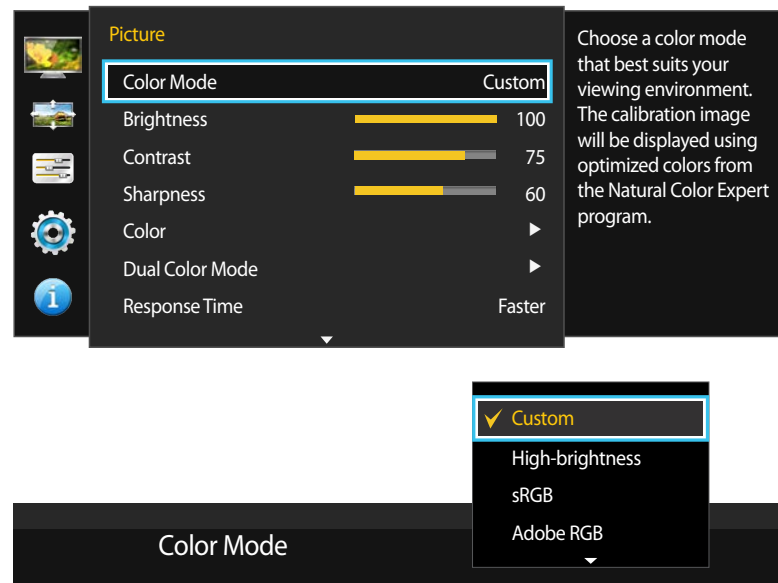 Picture
Color Mode Custom
Brightness 100
Contrast 75
Sharpness 60
Color
Dual Color Mode
Response Time Faster
Choose a color mode
that best suits your
viewing environment.
The calibration image
will be displayed using
optimized colors from
the Natural Color Expert
program.
Custom
High-brightness
sRGB
Adobe RGB
Color Mode